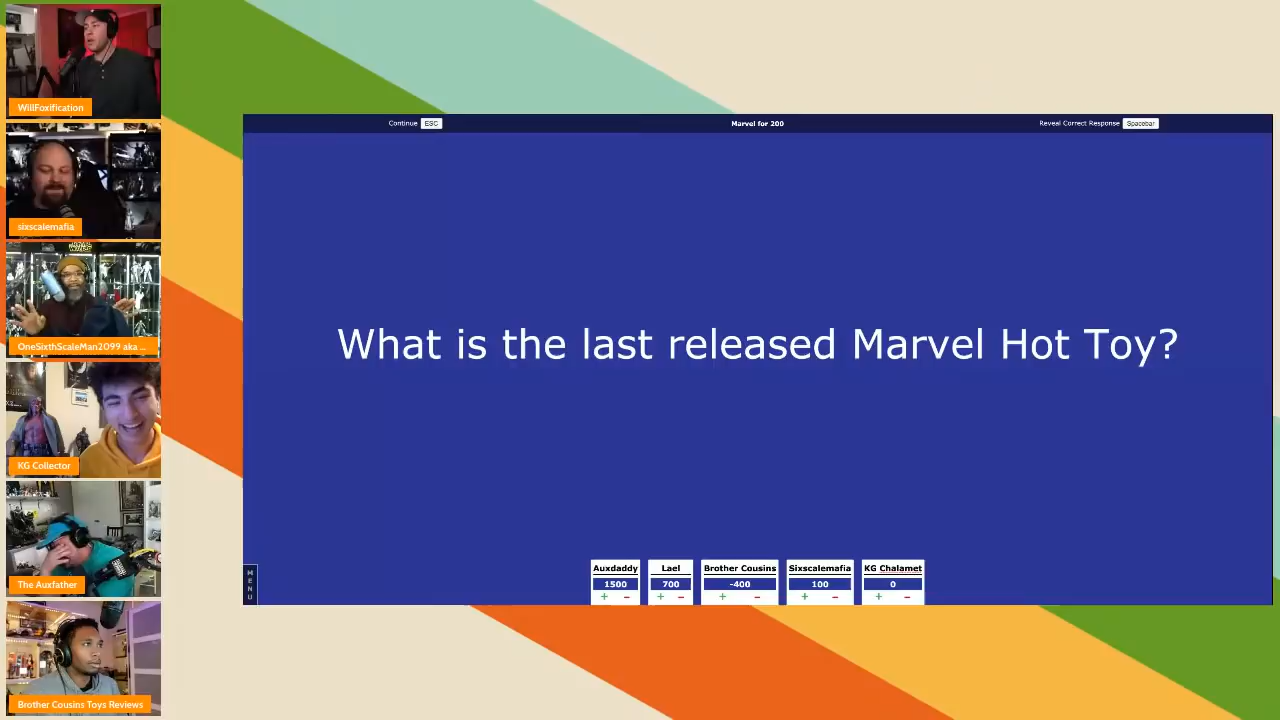 WillFoxification
sixscalemafia
OneSixthScaleMan2099 aka ...
KG Collector
The Auxfather
Brother Cousins Toys Reviews
Continue ESC
Marvel for 200
Reveal Correct Response Spacebar
What is the last released Marvel Hot Toy?
MENU
Auxdaddy Lael Brother Cousins Sixscalemafia KG Chalamet
1500 700 -400 100 0
+ − + − + − + − + −